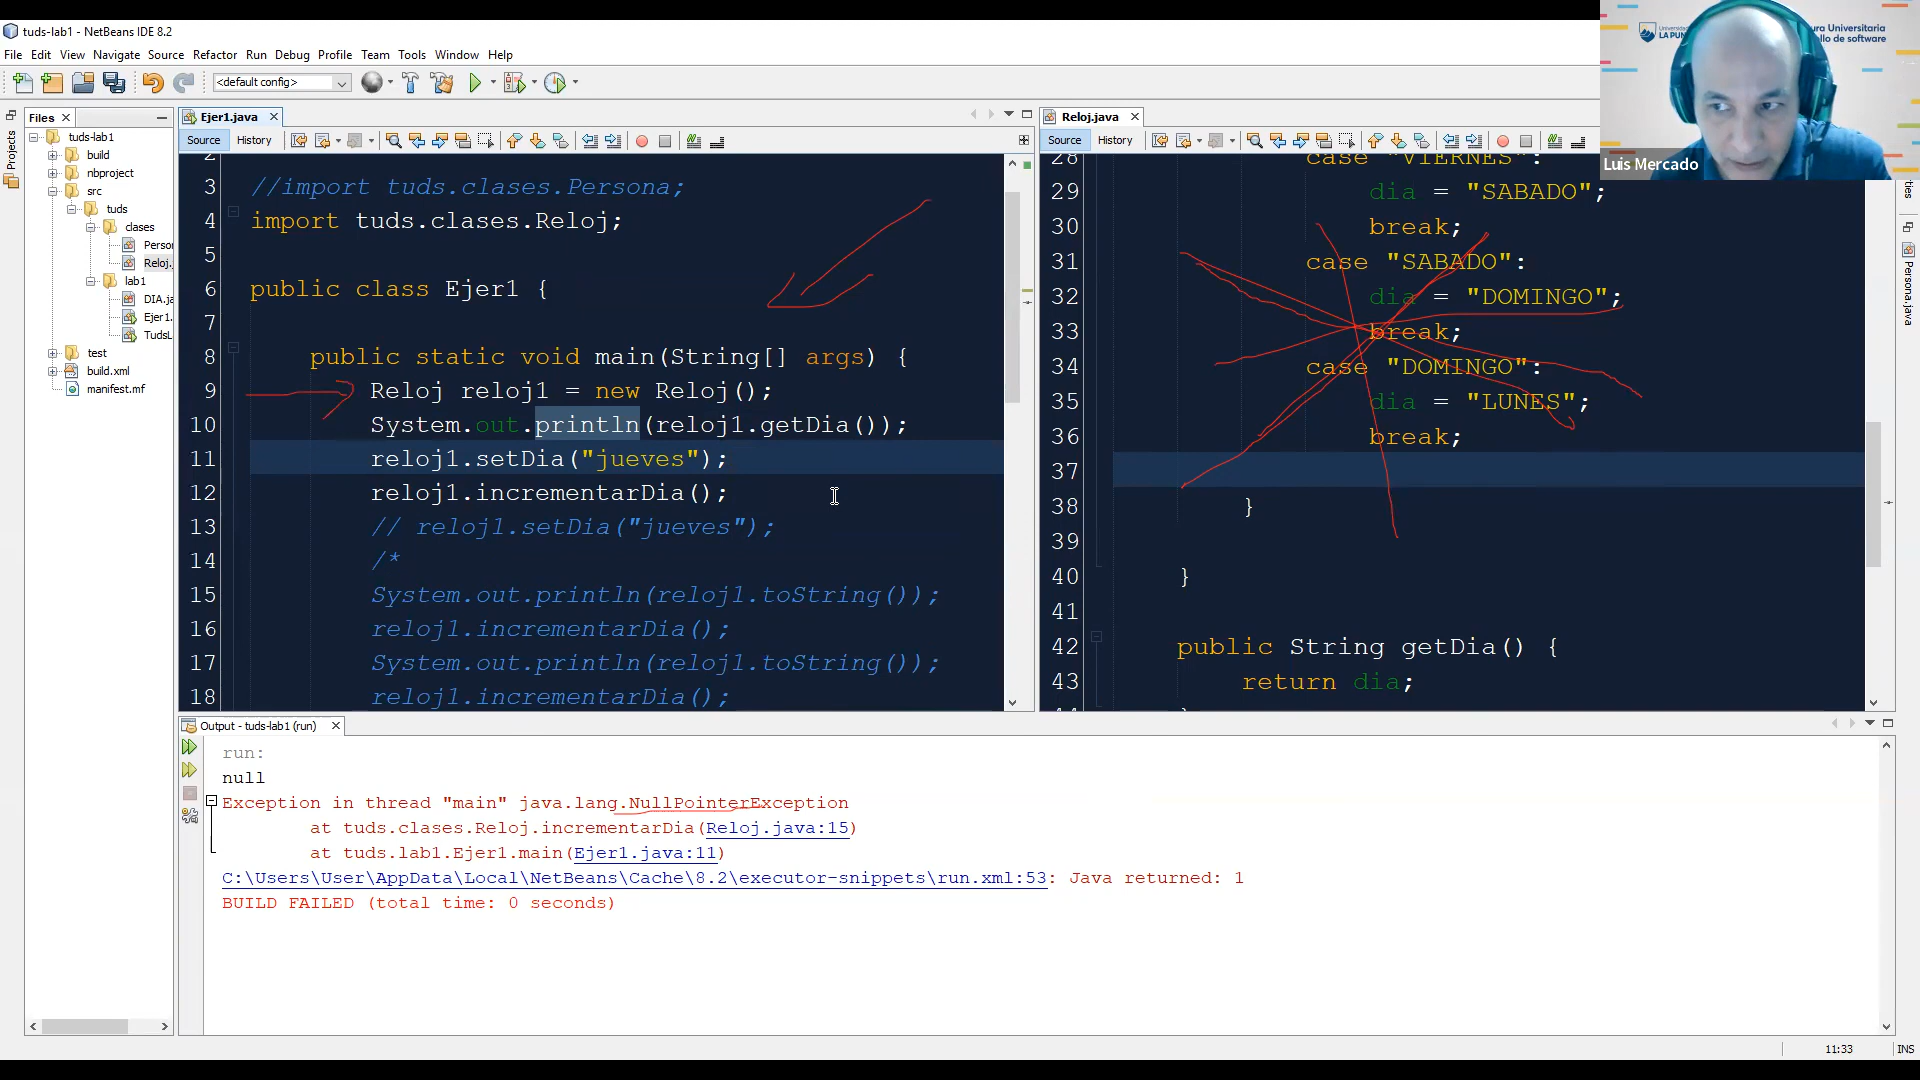 tuds-lab1 - NetBeans IDE 8.2
File Edit View Navigate Source Refactor Run Debug Profile Team Tools Window Help
<default config>
Projects
Files
tuds-lab1
build
nbproject
src
tuds
clases
Perso
Reloj.
lab1
DIA.ja
Ejer1.
TudsL
test
build.xml
manifest.mf
Ejer1.java
Source History
2
3 //import tuds.clases.Persona;
4 import tuds.clases.Reloj;
5
6 public class Ejer1 {
7
8 public static void main(String[] args) {
9 Reloj reloj1 = new Reloj();
10 System.out.println(reloj1.getDia());
11 reloj1.setDia("jueves");
12 reloj1.incrementarDia();
13 // reloj1.setDia("jueves");
14 /*
15 System.out.println(reloj1.toString());
16 reloj1.incrementarDia();
17 System.out.println(reloj1.toString());
18 reloj1.incrementarDia();
Reloj.java
Source History
28 case "VIERNES":
29 dia = "SABADO";
30 break;
31 case "SABADO":
32 dia = "DOMINGO";
33 break;
34 case "DOMINGO":
35 dia = "LUNES";
36 break;
37
38 }
39
40 }
41
42 public String getDia() {
43 return dia;
Luis Mercado
LA PUN
ura Universitaria
llo de software
rties
Persona.java
Output - tuds-lab1 (run)
run:
null
Exception in thread "main" java.lang.NullPointerException
at tuds.clases.Reloj.incrementarDia(Reloj.java:15)
at tuds.lab1.Ejer1.main(Ejer1.java:11)
C:\Users\User\AppData\Local\NetBeans\Cache\8.2\executor-snippets\run.xml:53: Java returned: 1
BUILD FAILED (total time: 0 seconds)
11:33 INS